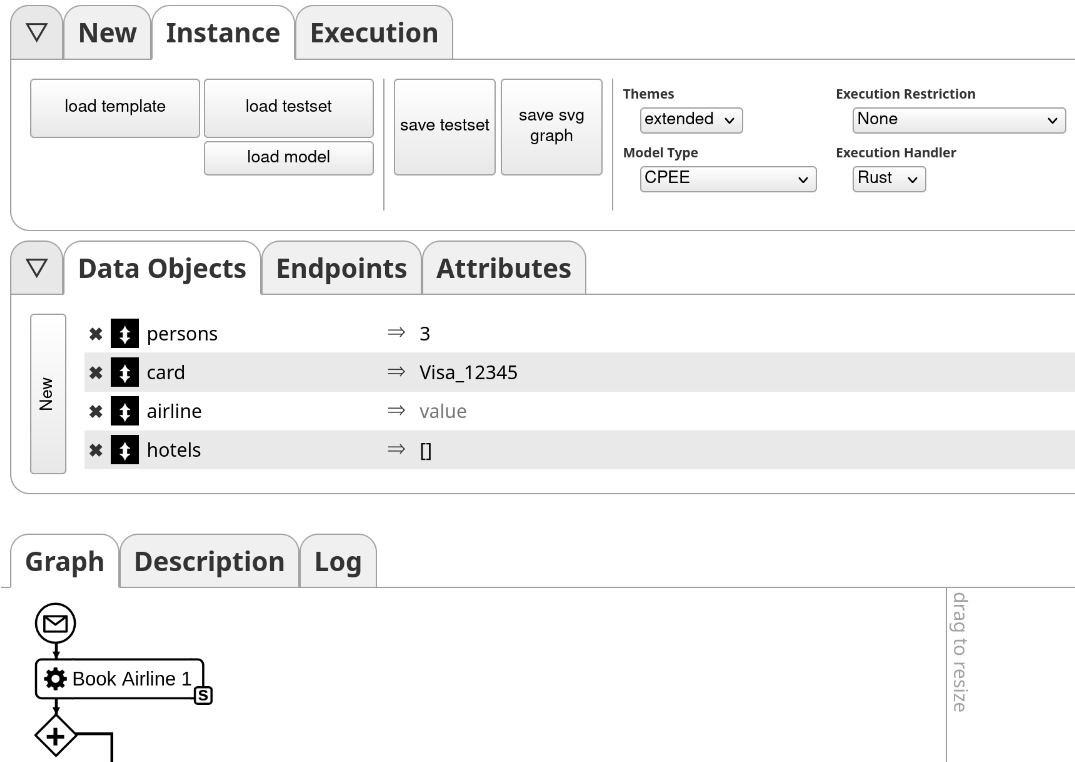 ▽ New Instance Execution
load template load testset
load model
save testset
save svg
graph
Themes
extended
Model Type
CPEE
Execution Restriction
None
Execution Handler
Rust
▽ Data Objects Endpoints Attributes
New
✖ persons ⇒ 3
✖ card ⇒ Visa_12345
✖ airline ⇒ value
✖ hotels ⇒ []
Graph Description Log
Book Airline 1
S
drag to resize